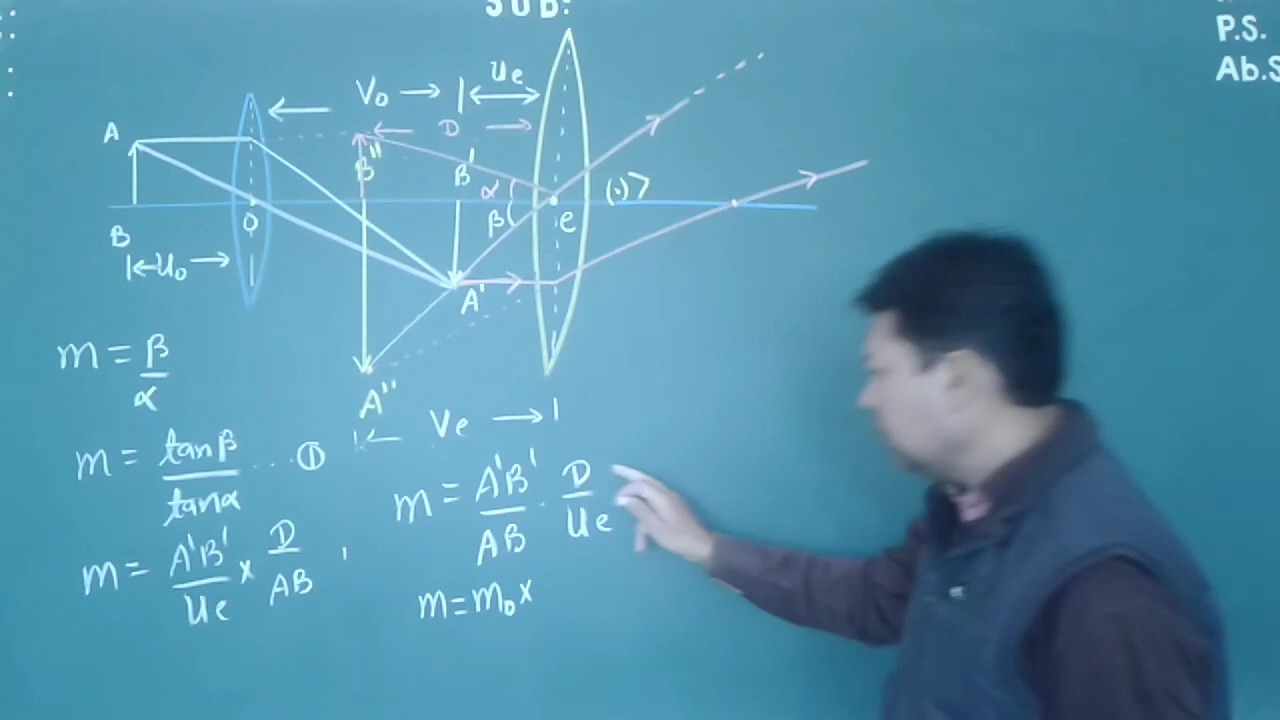 SUB:
P.S.
Ab.S
Vo
ue
A
D
B"
B'
α
β
O
e
B
uo
A'
A"
m = β/α
Ve
m = tanβ/tanα ... ①
m = A'B'/AB · D/ue
m = A'B'/ue × D/AB ,
m = mo ×